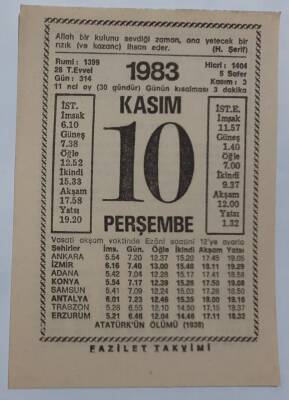 Allah bir kulunu sevdiği zaman, ona yetecek bir
rızık (ve kazanc) ihsan eder. (H. Şerif)
Rumi : 1399
28 T.Evvel
Gün : 314
1983
Hicri : 1404
5 Safer
Kasım : 3
11 nci ay (30 gündür) Günün kısalması 3 dakika
KASIM
10
PERŞEMBE
İST.
İmsak
6.10
Güneş
7.38
Öğle
12.52
İkindi
15.33
Akşam
17.58
Yatsı
19.20
İST.E.
İmsak
11.57
Güneş
1.40
Öğle
7.00
İkindi
9.37
Akşam
12.00
Yatsı
1.32
Vasati akşam vaktinde Ezâni saatini 12'ye ayarla
Şehirler İms. Gün. Öğle İkindi Akşam Yatsı
ANKARA 5.54 7.20 12.37 15.20 17.45 19.05
İZMİR 6.16 7.40 13.00 15.48 18.11 19.29
ADANA 5.42 7.04 12.28 15.17 17.41 18.58
KONYA 5.54 7.17 12.39 15.26 17.50 19.08
SAMSUN 5.41 7.09 12.24 15.03 17.28 18.50
ANTALYA 6.01 7.23 12.46 15.35 18.00 19.16
TRABZON 5.28 6.55 12.10 14.50 17.15 18.37
ERZURUM 5.21 6.46 12.04 14.46 17.11 18.32
ATATÜRK'ÜN ÖLÜMÜ (1938)
FAZİLET TAKVİMİ